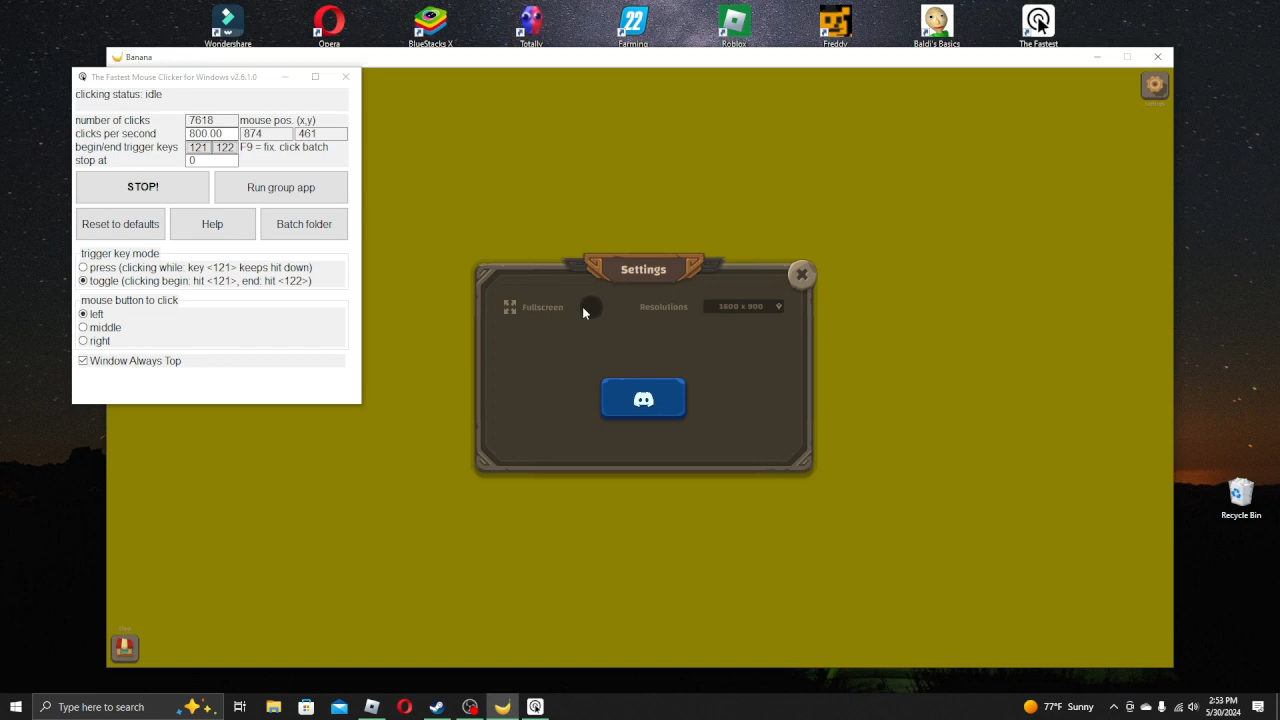 Wondershare
Opera
BlueStacks X
Totally
22
Farming
Roblox
Freddy
Baldi's Basics
The Fastest
Banana
The Fastest Mouse Clicker for Windows v2.6.1.0
clicking status: idle
number of clicks 7618 mouse pos. (x,y)
clicks per second 800.00 874 461
begin/end trigger keys 121 122 F9 = fix. click batch
stop at 0
STOP!
Run group app
Reset to defaults
Help
Batch folder
trigger key mode
press (clicking while: key <121> keeps hit down)
toggle (clicking begin: hit <121>, end: hit <122>)
mouse button to click
left
middle
right
Window Always Top
Settings
Fullscreen
Resolutions
1600 x 900
Recycle Bin
Type here to search
77°F Sunny
2:53 PM
5/30/2024